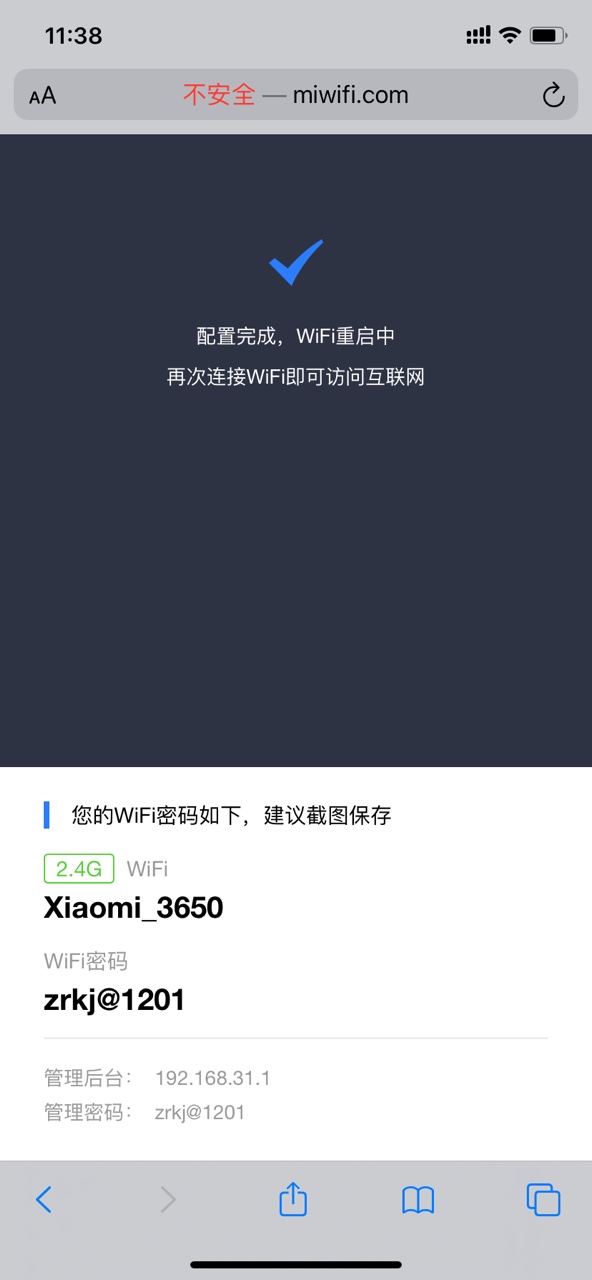 11:38
AA 不安全 — miwifi.com
配置完成，WiFi重启中
再次连接WiFi即可访问互联网
您的WiFi密码如下，建议截图保存
2.4G WiFi
Xiaomi_3650
WiFi密码
zrkj@1201
管理后台： 192.168.31.1
管理密码： zrkj@1201